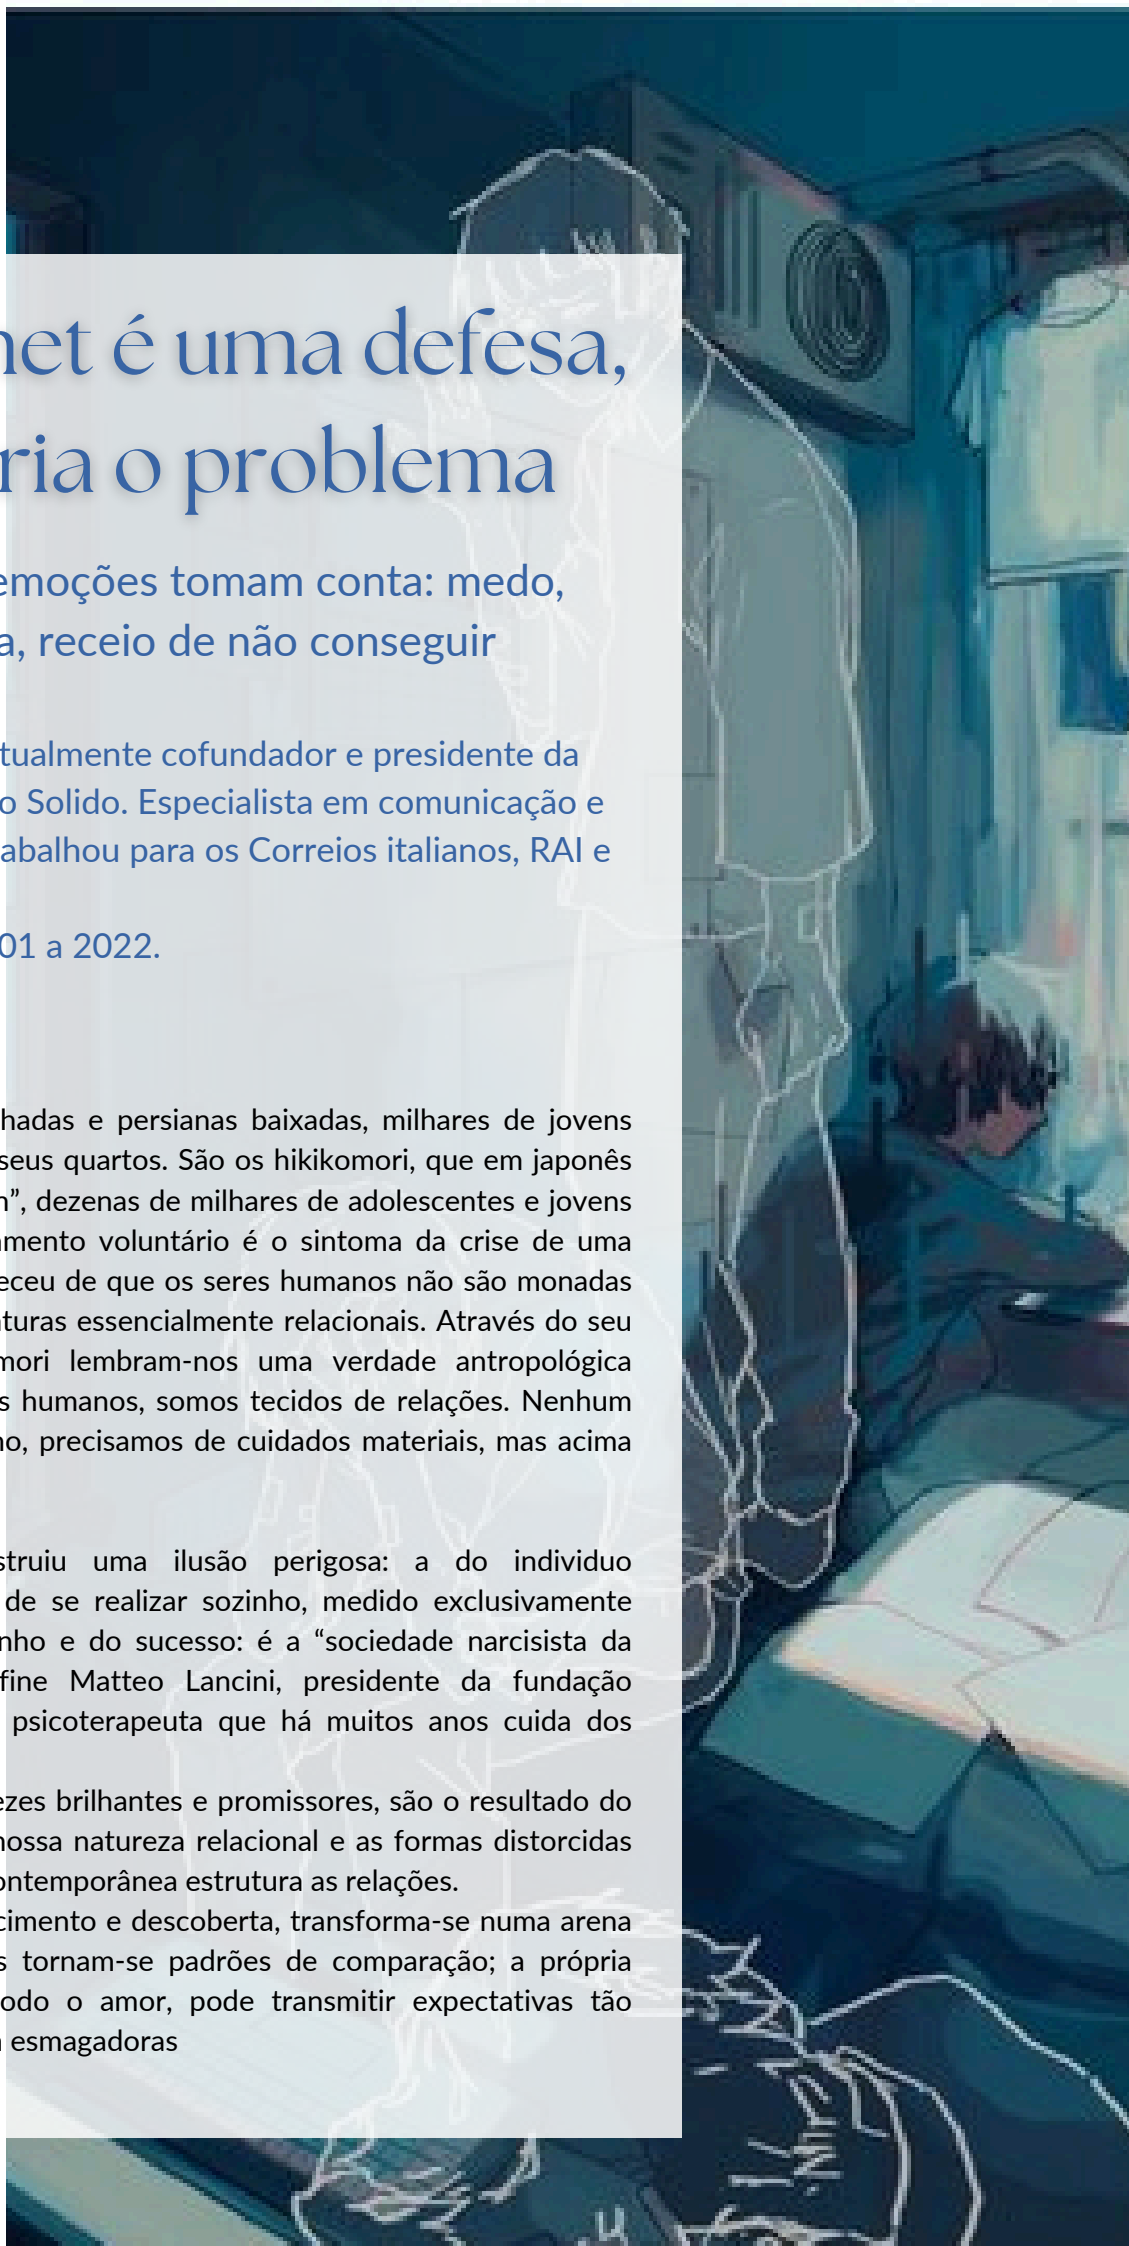 net é uma defesa,
ria o problema
emoções tomam conta: medo,
a, receio de não conseguir
tualmente cofundador e presidente da
o Solido. Especialista em comunicação e
abalhou para os Correios italianos, RAI e
01 a 2022.
hadas e persianas baixadas, milhares de jovens
seus quartos. São os hikikomori, que em japonês
”, dezenas de milhares de adolescentes e jovens
amento voluntário é o sintoma da crise de uma
eceu de que os seres humanos não são monadas
turas essencialmente relacionais. Através do seu
mori lembram-nos uma verdade antropológica
s humanos, somos tecidos de relações. Nenhum
no, precisamos de cuidados materiais, mas acima
struiu uma ilusão perigosa: a do individuo
de se realizar sozinho, medido exclusivamente
nho e do sucesso: é a “sociedade narcisista da
fine Matteo Lancini, presidente da fundação
psicoterapeuta que há muitos anos cuida dos
ezes brilhantes e promissores, são o resultado do
nossa natureza relacional e as formas distorcidas
ontemporânea estrutura as relações.
cimento e descoberta, transforma-se numa arena
s tornam-se padrões de comparação; a própria
odo o amor, pode transmitir expectativas tão
esmagadoras